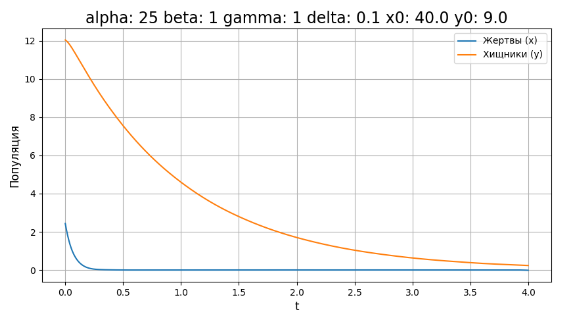 alpha: 25 beta: 1 gamma: 1 delta: 0.1 x0: 40.0 y0: 9.0
Жертвы (x)
Хищники (y)
Популяция
12
10
8
6
4
2
0
0.0 0.5 1.0 1.5 2.0 2.5 3.0 3.5 4.0
t